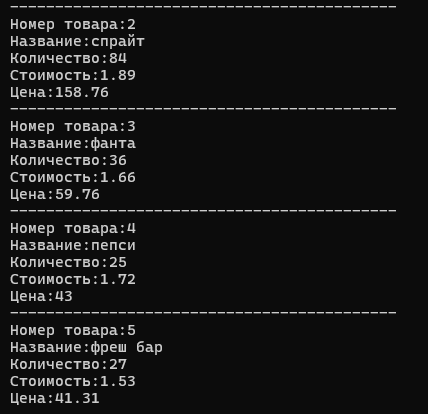 -------------------------------------------
Номер товара:2
Название:спрайт
Количество:84
Стоимость:1.89
Цена:158.76
-------------------------------------------
Номер товара:3
Название:фанта
Количество:36
Стоимость:1.66
Цена:59.76
-------------------------------------------
Номер товара:4
Название:пепси
Количество:25
Стоимость:1.72
Цена:43
-------------------------------------------
Номер товара:5
Название:фреш бар
Количество:27
Стоимость:1.53
Цена:41.31